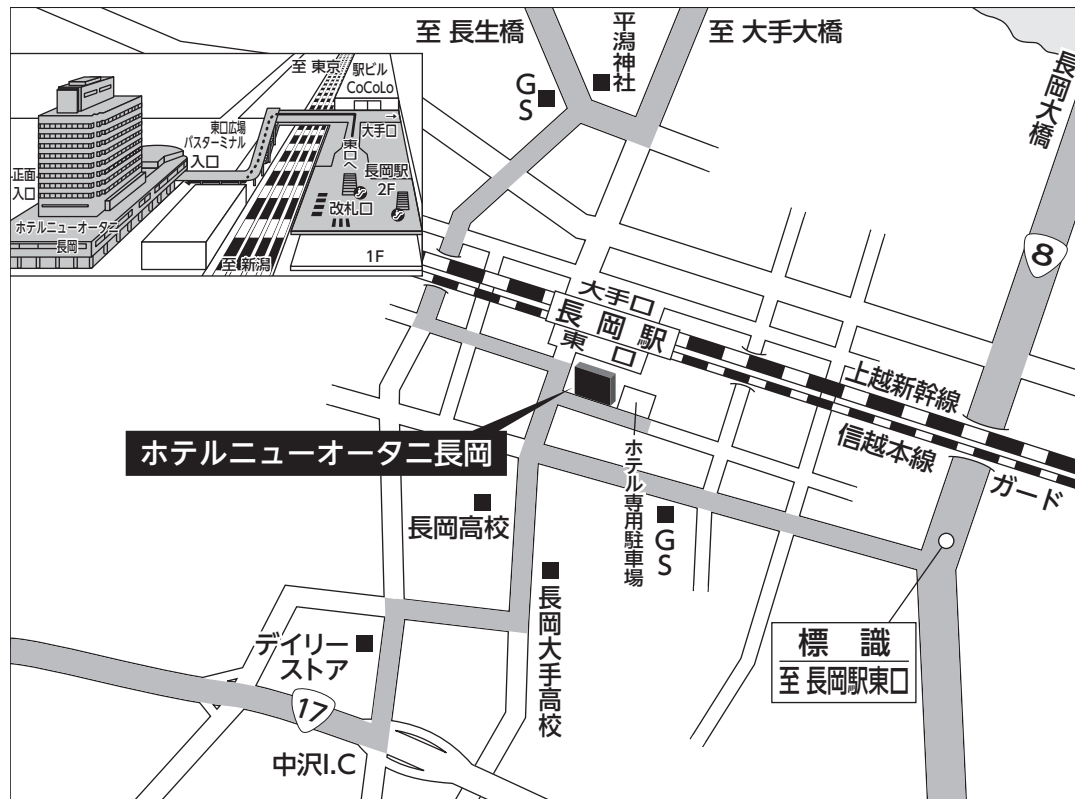 至 長生橋
至 大手大橋
平潟神社
GS
長岡大橋
8
至 東京
駅ビル
CoCoLo
→
大手口
東口広場
バスターミナル
入口
東口へ
長岡駅
2F
改札口
正面
入口
ホテルニューオータニ
長岡
1F
至 新潟
大手口
長岡駅
東口
上越新幹線
信越本線
ガード
ホテルニューオータニ長岡
ホテル専用駐車場
GS
長岡高校
長岡大手高校
デイリー
ストア
標 識
至 長岡駅東口
17
中沢I.C